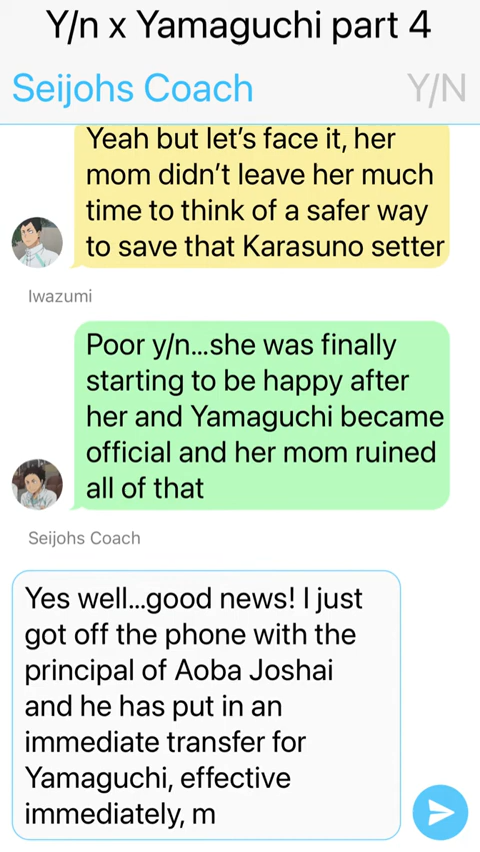 Y/n x Yamaguchi part 4
Seijohs Coach
Y/N
Yeah but let's face it, her
mom didn't leave her much
time to think of a safer way
to save that Karasuno setter
Iwazumi
Poor y/n...she was finally
starting to be happy after
her and Yamaguchi became
official and her mom ruined
all of that
Seijohs Coach
Yes well...good news! I just
got off the phone with the
principal of Aoba Joshai
and he has put in an
immediate transfer for
Yamaguchi, effective
immediately, m